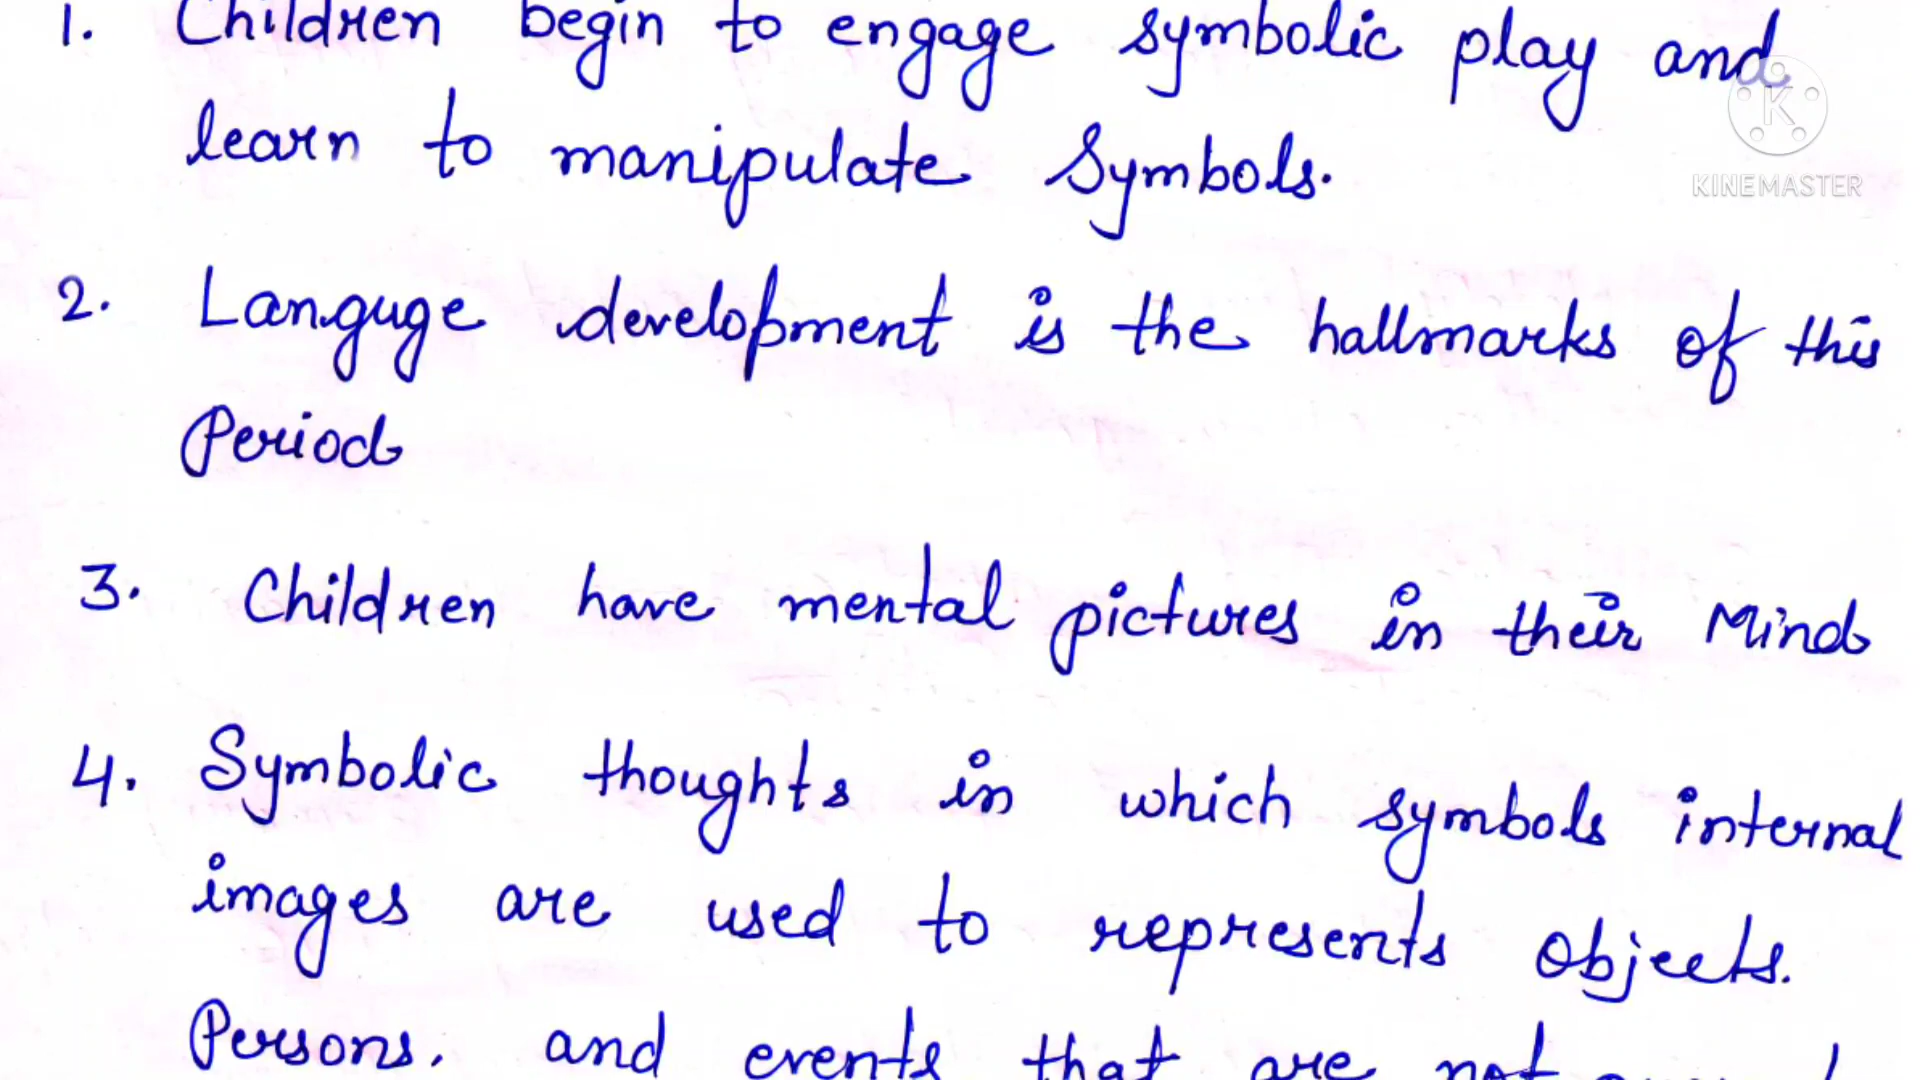 1. Children begin to engage symbolic play and
learn to manipulate Symbols.
KINEMASTER
2. Languge development is the hallmarks of this
Period
3. Children have mental pictures in their Mind
4. Symbolic thoughts in which symbols internal
images are used to represents objects.
Persons. and events that are not